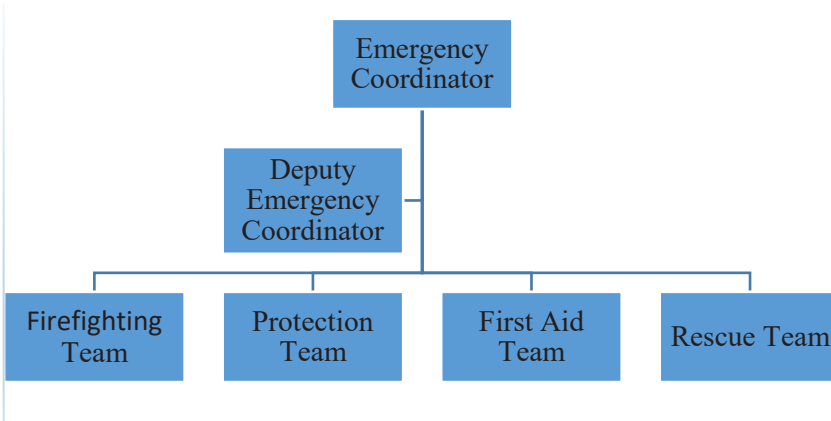 Emergency
Coordinator
Deputy
Emergency
Coordinator
Firefighting
Team
Protection
Team
First Aid
Team
Rescue Team